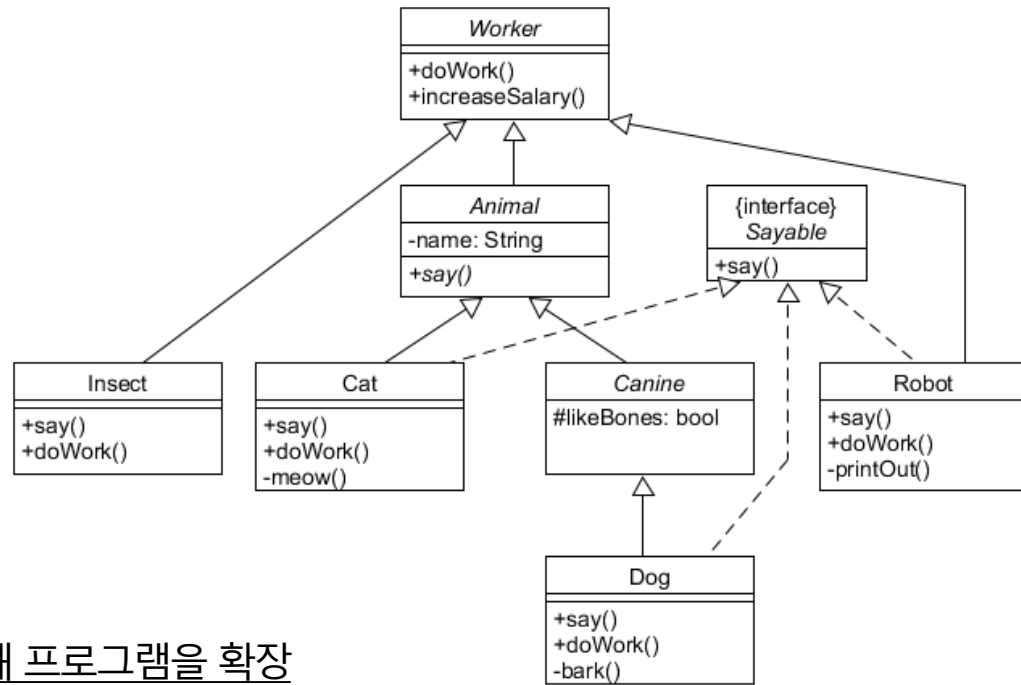 Worker
+doWork()
+increaseSalary()
Animal
-name: String
+say()
{interface}
Sayable
+say()
Insect
+say()
+doWork()
Cat
+say()
+doWork()
-meow()
Canine
#likeBones: bool
Robot
+say()
+doWork()
-printOut()
Dog
+say()
+doWork()
-bark()
프로그램을 확장